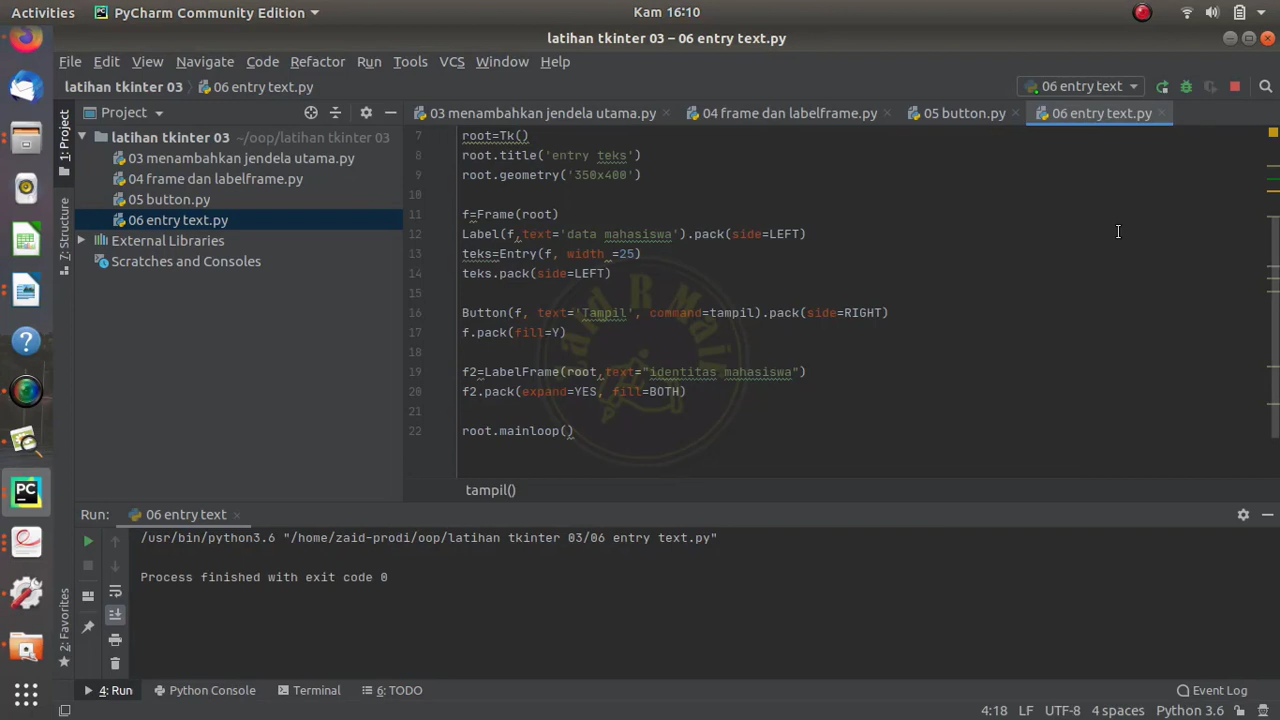 Activities
PyCharm Community Edition
Kam 16:10
latihan tkinter 03 – 06 entry text.py
File Edit View Navigate Code Refactor Run Tools VCS Window Help
latihan tkinter 03
06 entry text.py
06 entry text
Project
03 menambahkan jendela utama.py
04 frame dan labelframe.py
05 button.py
06 entry text.py
1: Project
Z: Structure
2: Favorites
latihan tkinter 03 ~/oop/latihan tkinter 03
03 menambahkan jendela utama.py
04 frame dan labelframe.py
05 button.py
06 entry text.py
External Libraries
Scratches and Consoles
7 root=Tk()
8 root.title('entry teks')
9 root.geometry('350x400')
10
11 f=Frame(root)
12 Label(f,text='data mahasiswa').pack(side=LEFT)
13 teks=Entry(f, width =25)
14 teks.pack(side=LEFT)
15
16 Button(f, text='Tampil', command=tampil).pack(side=RIGHT)
17 f.pack(fill=Y)
18
19 f2=LabelFrame(root,text="identitas mahasiswa")
20 f2.pack(expand=YES, fill=BOTH)
21
22 root.mainloop()
tampil()
Run:
06 entry text
/usr/bin/python3.6 "/home/zaid-prodi/oop/latihan tkinter 03/06 entry text.py"
Process finished with exit code 0
4: Run
Python Console
Terminal
6: TODO
Event Log
4:18 LF UTF-8 4 spaces Python 3.6